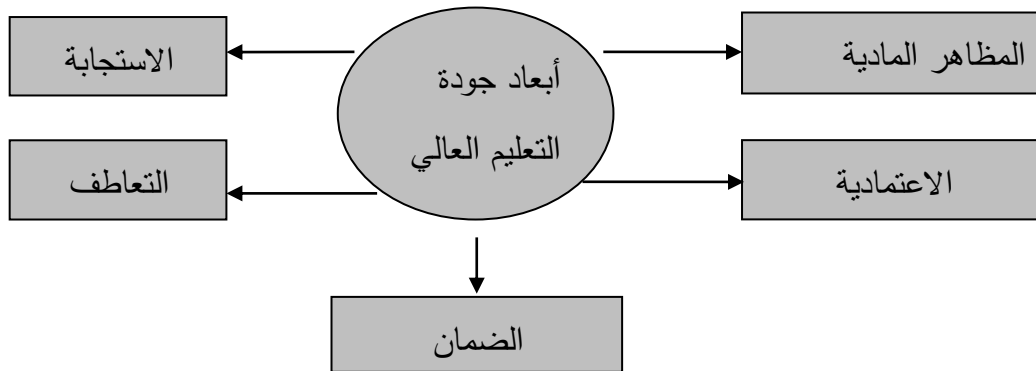 أبعاد جودة
التعليم العالي
المظاهر المادية
الاستجابة
الاعتمادية
التعاطف
الضمان